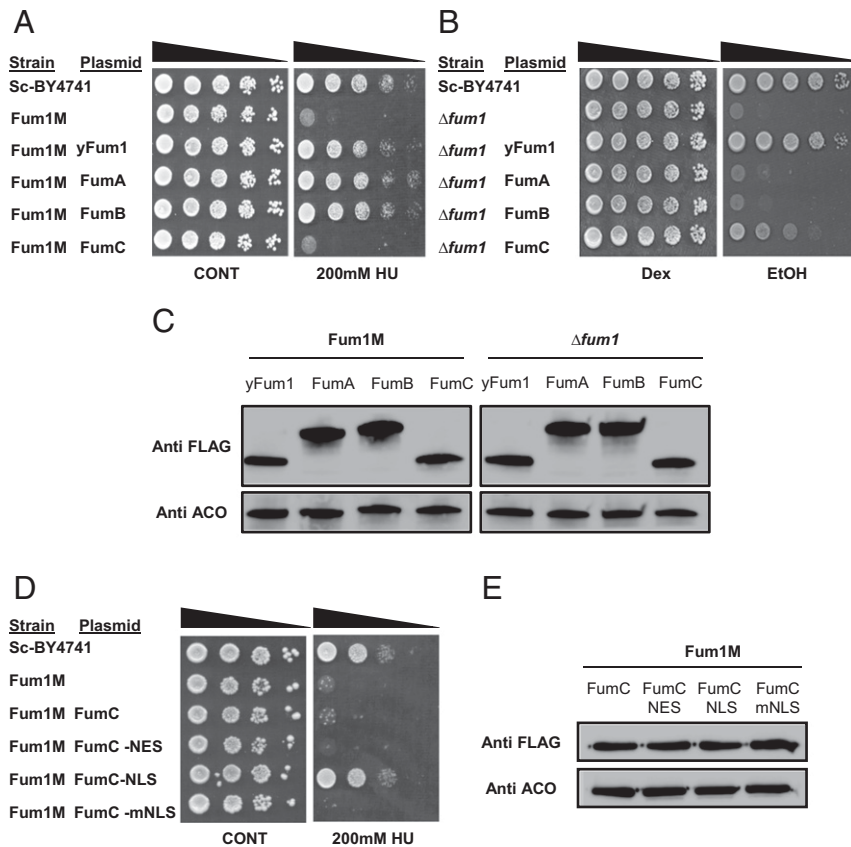 A
Strain Plasmid
Sc-BY4741
Fum1M
Fum1M yFum1
Fum1M FumA
Fum1M FumB
Fum1M FumC
CONT 200mM HU
B
Strain Plasmid
Sc-BY4741
Δfum1
Δfum1 yFum1
Δfum1 FumA
Δfum1 FumB
Δfum1 FumC
Dex EtOH
C
Fum1M Δfum1
yFum1 FumA FumB FumC yFum1 FumA FumB FumC
Anti FLAG
Anti ACO
D
Strain Plasmid
Sc-BY4741
Fum1M
Fum1M FumC
Fum1M FumC -NES
Fum1M FumC-NLS
Fum1M FumC -mNLS
CONT 200mM HU
E
Fum1M
FumC FumC FumC FumC
NES NLS mNLS
Anti FLAG
Anti ACO